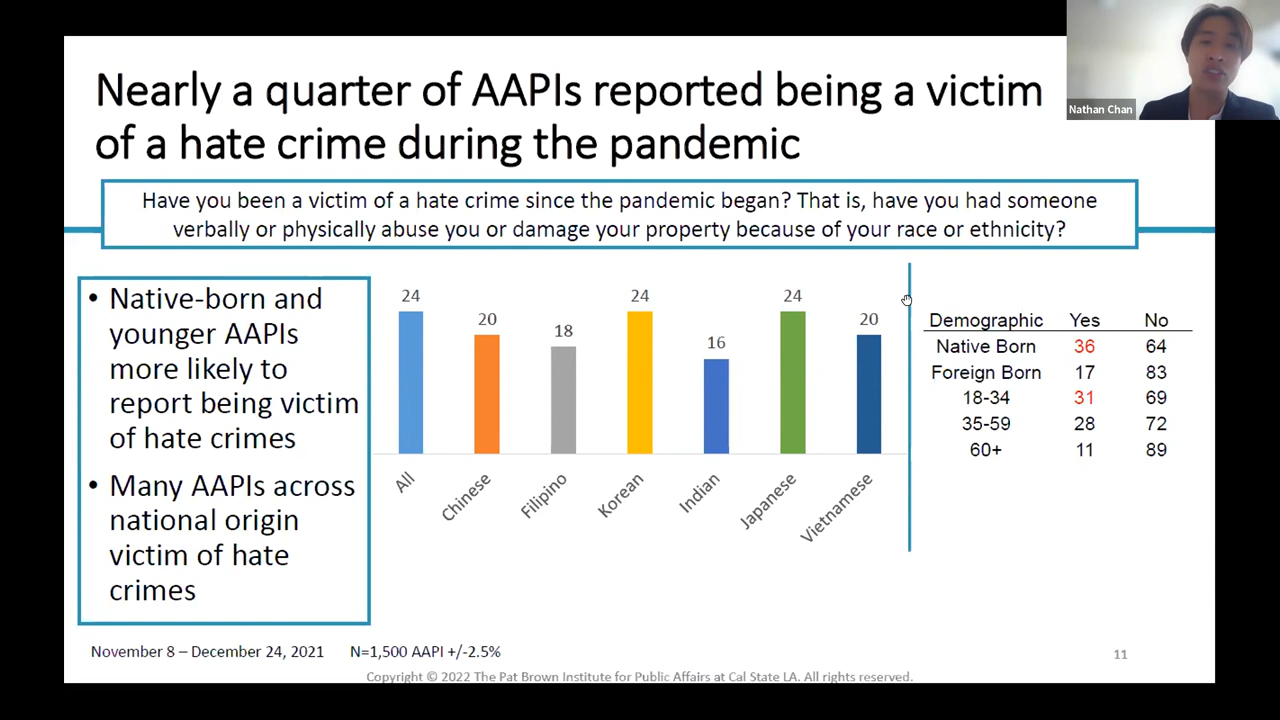 Nearly a quarter of AAPIs reported being a victim
of a hate crime during the pandemic
Nathan Chan
Have you been a victim of a hate crime since the pandemic began? That is, have you had someone
verbally or physically abuse you or damage your property because of your race or ethnicity?
• Native-born and
younger AAPIs
more likely to
report being victim
of hate crimes
• Many AAPIs across
national origin
victim of hate
crimes
24 20 18 24 16 24 20
All Chinese Filipino Korean Indian Japanese Vietnamese
Demographic Yes No
Native Born 36 64
Foreign Born 17 83
18-34 31 69
35-59 28 72
60+ 11 89
November 8 – December 24, 2021 N=1,500 AAPI +/-2.5%
11
Copyright © 2022 The Pat Brown Institute for Public Affairs at Cal State LA. All rights reserved.